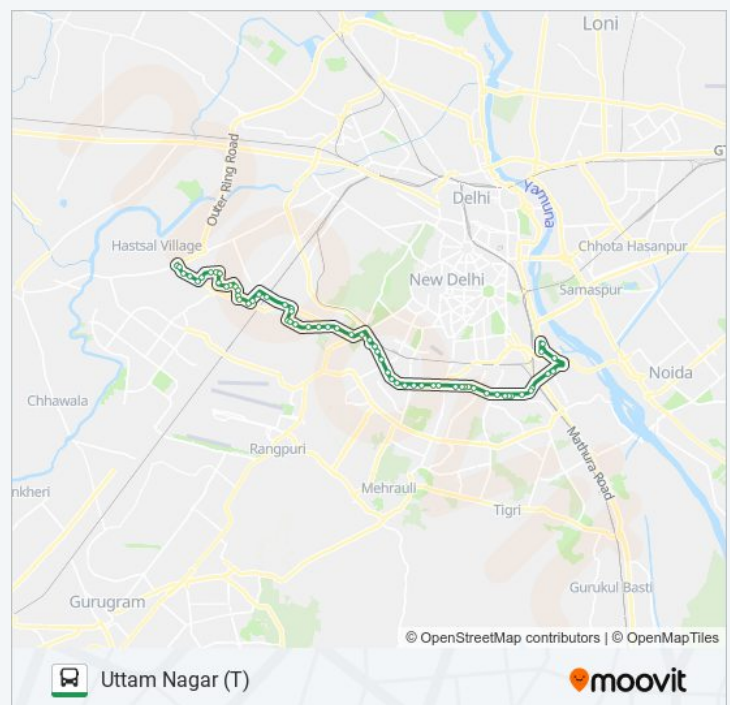 Loni
G
Outer Ring Road
Yamuna
Delhi
Hastsal Village
Chhota Hasanpur
New Delhi
Samaspur
Noida
Chhawala
Rangpuri
Mathura Road
nkheri
Mehrauli
Tigri
Gurukul Basti
Gurugram
© OpenStreetMap contributors | © OpenMapTiles
Uttam Nagar (T)
moovit